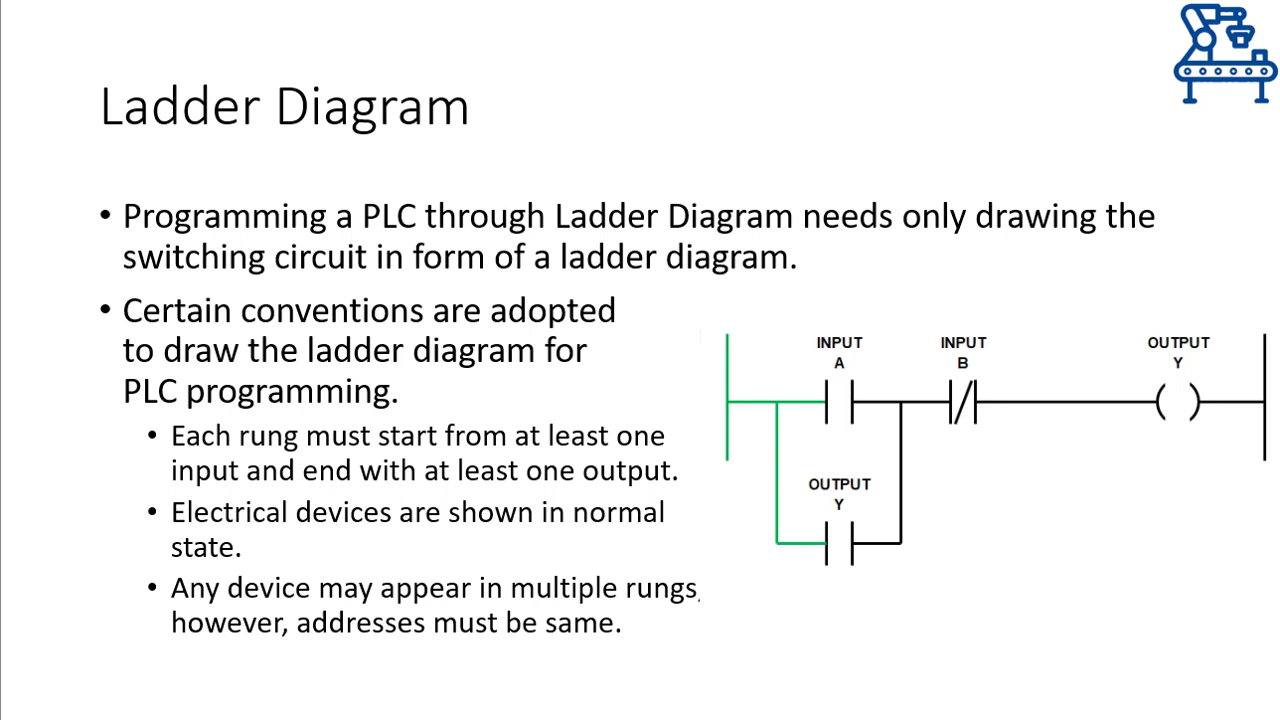 Ladder Diagram
• Programming a PLC through Ladder Diagram needs only drawing the
switching circuit in form of a ladder diagram.
• Certain conventions are adopted
to draw the ladder diagram for
PLC programming.
• Each rung must start from at least one
input and end with at least one output.
• Electrical devices are shown in normal
state.
• Any device may appear in multiple rungs,
however, addresses must be same.
INPUT
A
INPUT
B
OUTPUT
Y
OUTPUT
Y